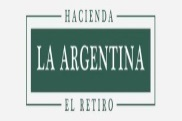 HACIENDA
LA ARGENTINA
EL RETIRO